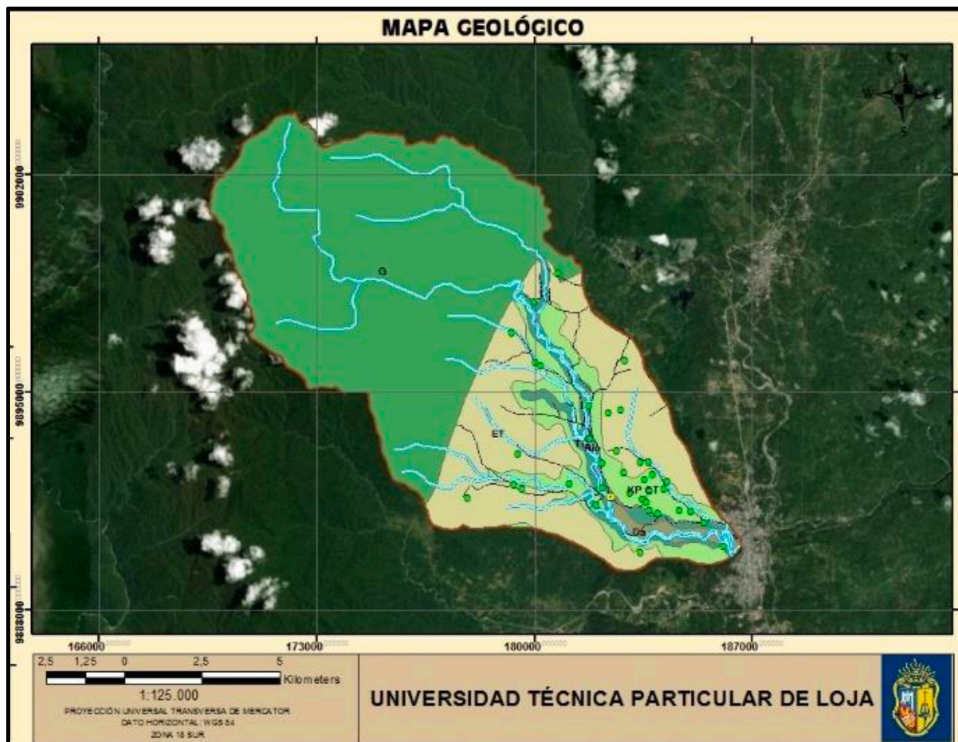 MAPA GEOLÓGICO
N
S
9902000
9895000
9888000
G
ET
KP CT
166000
173000
180000
187000
2,5 1,25 0 2,5 5
Kilometers
1:125.000
PROYECCIÓN UNIVERSAL TRANSVERSA DE MERCATOR
DATO HORIZONTAL: WGS 84
ZONA 18 SUR
UNIVERSIDAD TÉCNICA PARTICULAR DE LOJA